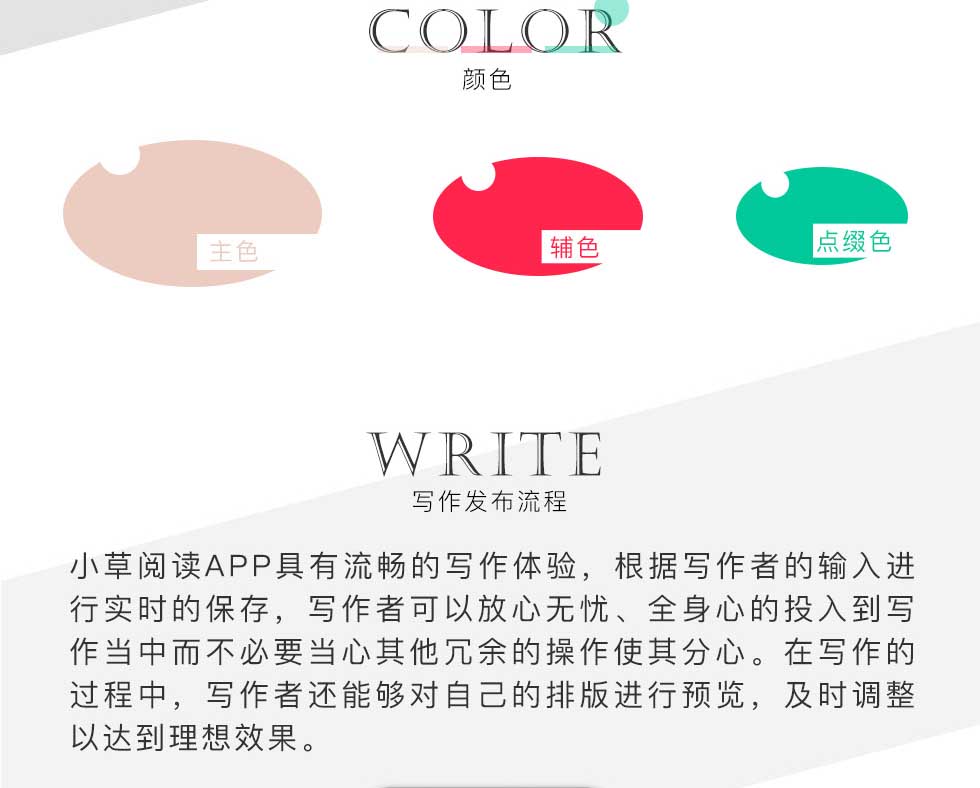 COLOR
颜色
主色
辅色
点缀色
WRITE
写作发布流程
小草阅读APP具有流畅的写作体验，根据写作者的输入进
行实时的保存，写作者可以放心无忧、全身心的投入到写
作当中而不必要当心其他冗余的操作使其分心。在写作的
过程中，写作者还能够对自己的排版进行预览，及时调整
以达到理想效果。